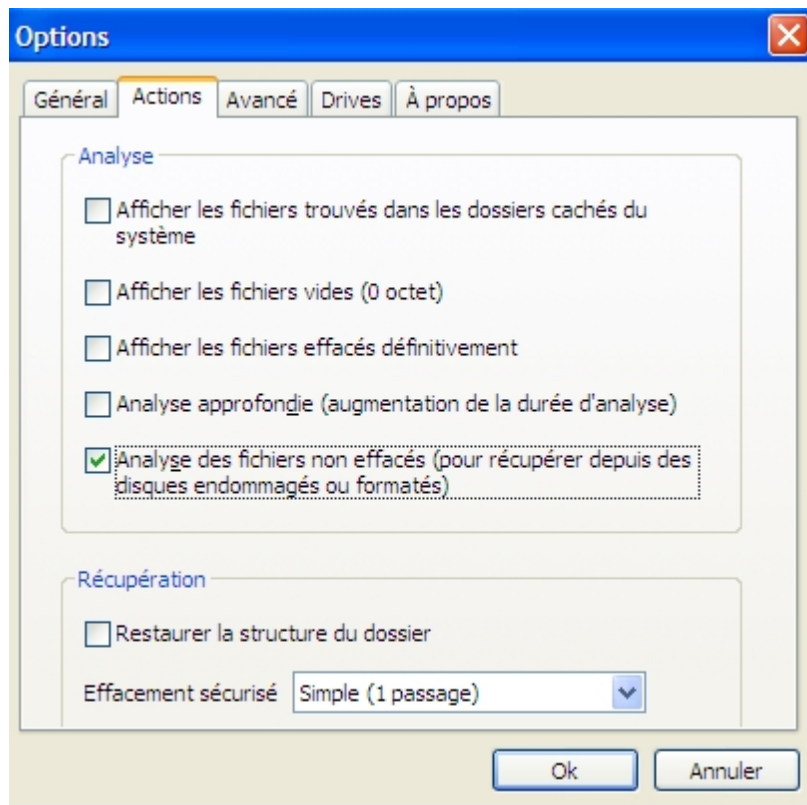 Options
Général Actions Avancé Drives À propos
Analyse
Afficher les fichiers trouvés dans les dossiers cachés du
système
Afficher les fichiers vides (0 octet)
Afficher les fichiers effacés définitivement
Analyse approfondie (augmentation de la durée d'analyse)
Analyse des fichiers non effacés (pour récupérer depuis des
disques endommagés ou formatés)
Récupération
Restaurer la structure du dossier
Effacement sécurisé Simple (1 passage)
Ok Annuler